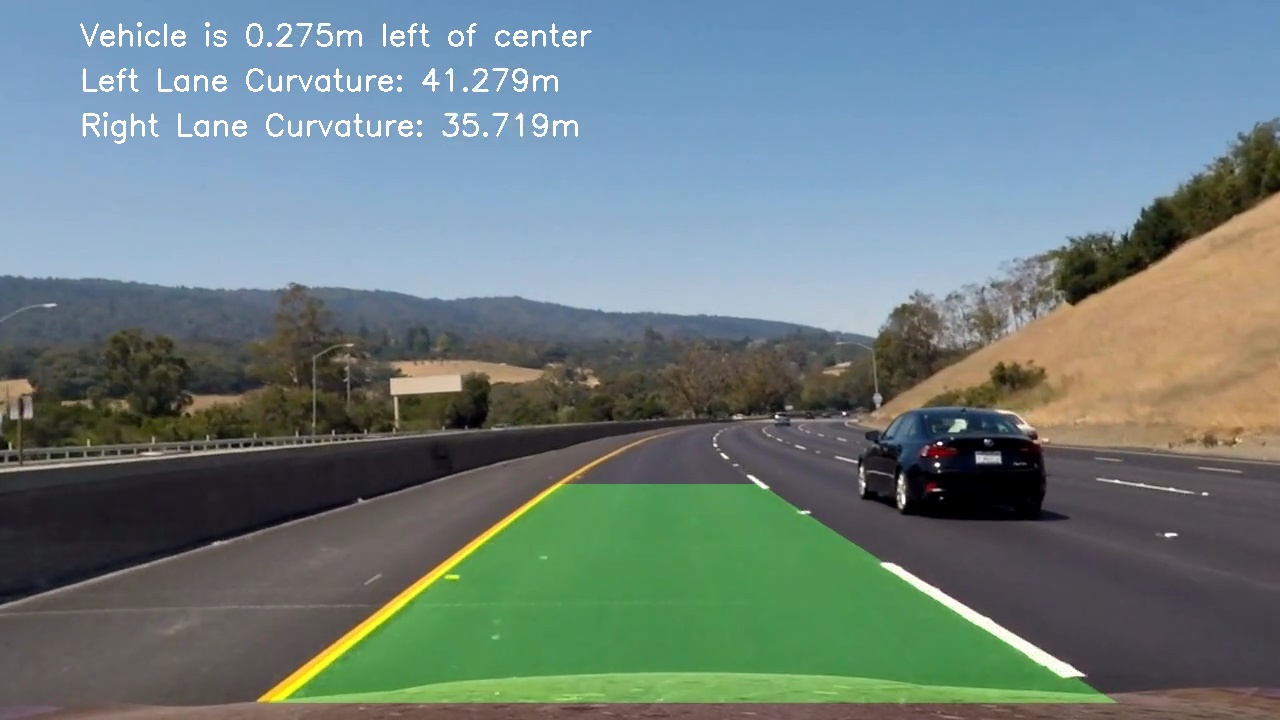 Vehicle is 0.275m left of center
Left Lane Curvature: 41.279m
Right Lane Curvature: 35.719m